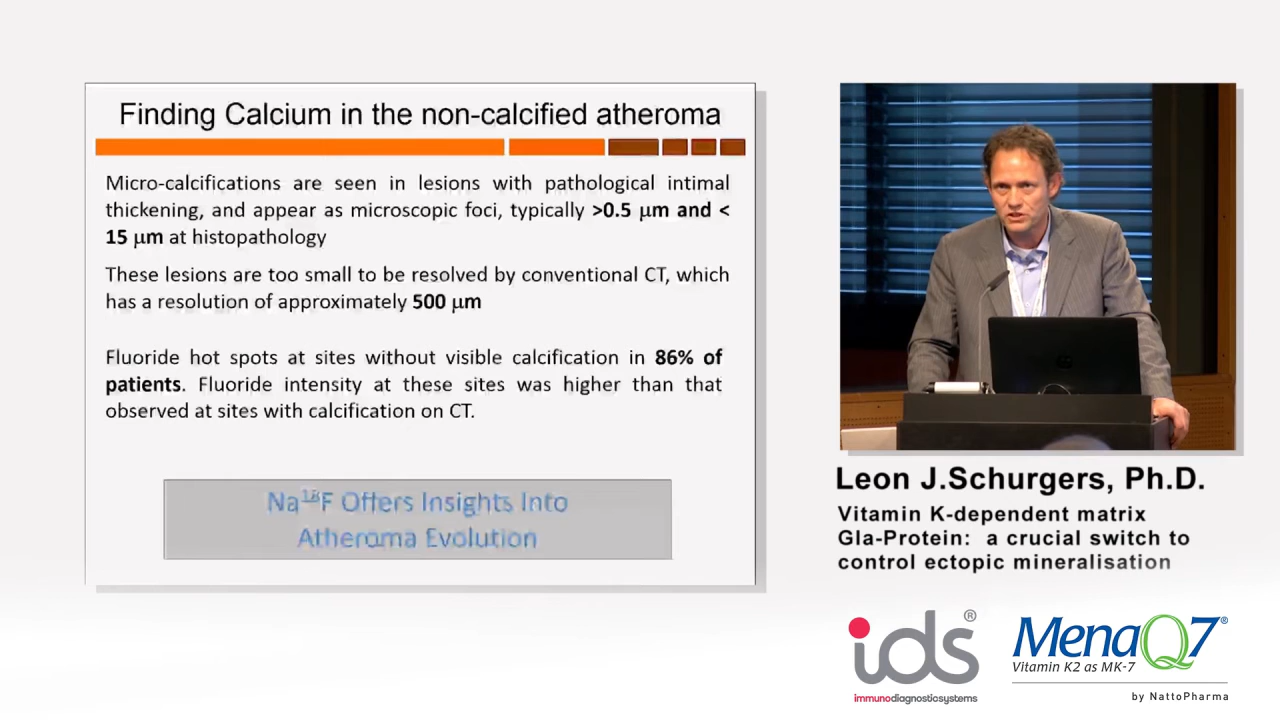 Finding Calcium in the non-calcified atheroma
Micro-calcifications are seen in lesions with pathological intimal
thickening, and appear as microscopic foci, typically >0.5 μm and <
15 μm at histopathology
These lesions are too small to be resolved by conventional CT, which
has a resolution of approximately 500 μm
Fluoride hot spots at sites without visible calcification in 86% of
patients. Fluoride intensity at these sites was higher than that
observed at sites with calcification on CT.
Na¹⁸F Offers Insights Into
Atheroma Evolution
Leon J.Schurgers, Ph.D.
Vitamin K-dependent matrix
Gla-Protein: a crucial switch to
control ectopic mineralisation
ids®
immunodiagnosticsystems
MenaQ7®
Vitamin K2 as MK-7
by NattoPharma